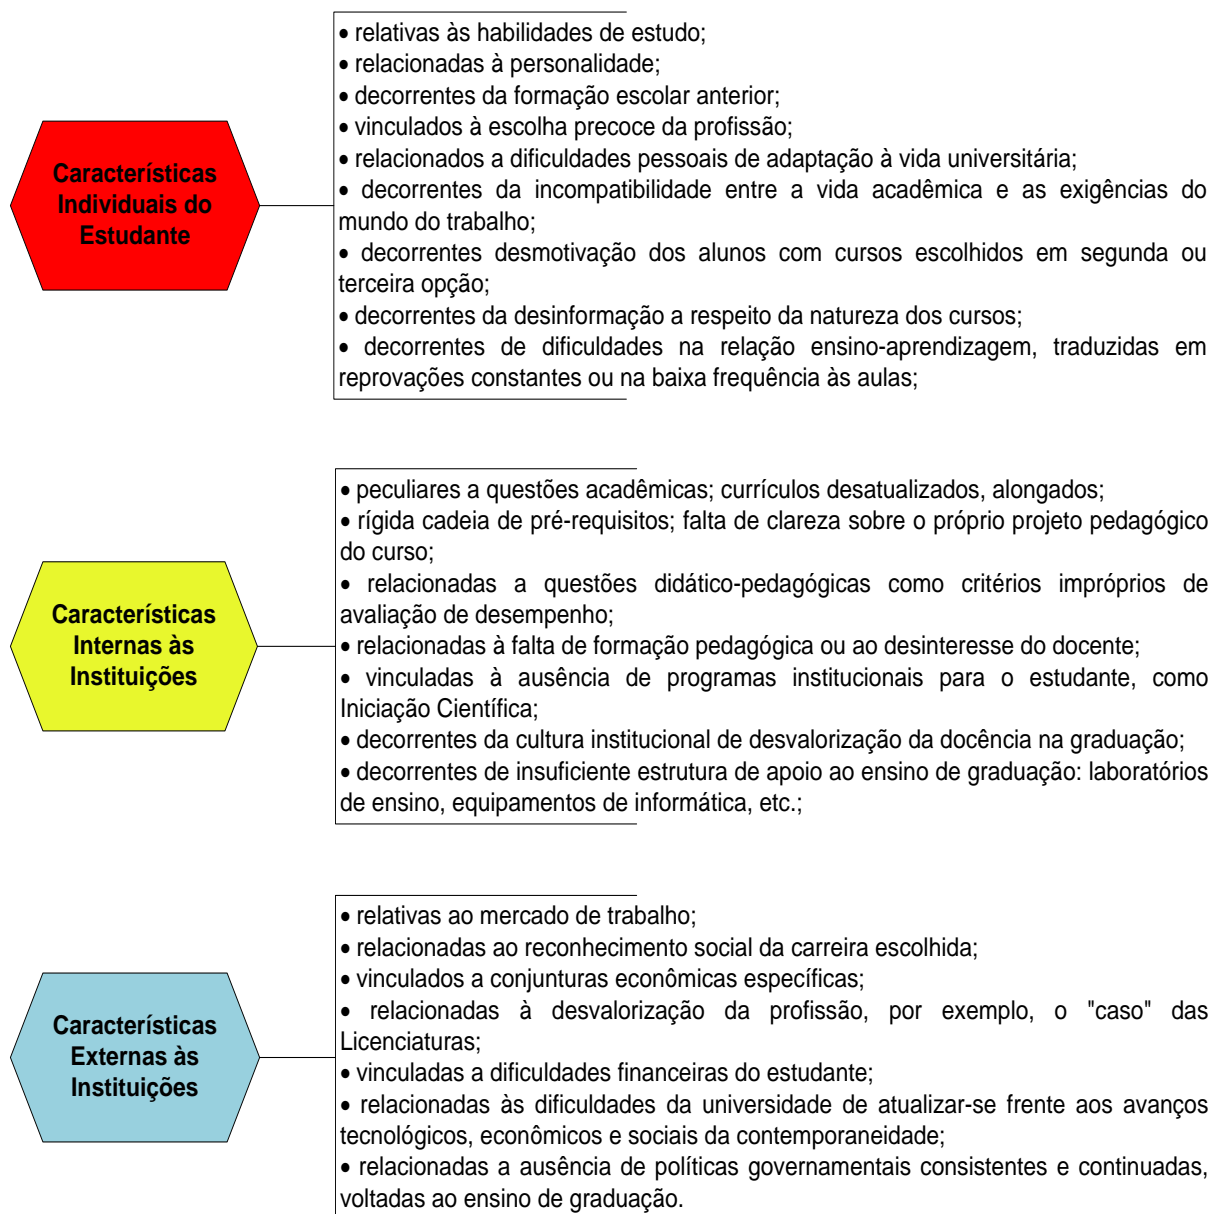 Características
Individuais do
Estudante
• relativas às habilidades de estudo;
• relacionadas à personalidade;
• decorrentes da formação escolar anterior;
• vinculados à escolha precoce da profissão;
• relacionados a dificuldades pessoais de adaptação à vida universitária;
• decorrentes da incompatibilidade entre a vida acadêmica e as exigências do
mundo do trabalho;
• decorrentes desmotivação dos alunos com cursos escolhidos em segunda ou
terceira opção;
• decorrentes da desinformação a respeito da natureza dos cursos;
• decorrentes de dificuldades na relação ensino-aprendizagem, traduzidas em
reprovações constantes ou na baixa frequência às aulas;
Características
Internas às
Instituições
• peculiares a questões acadêmicas; currículos desatualizados, alongados;
• rígida cadeia de pré-requisitos; falta de clareza sobre o próprio projeto pedagógico
do curso;
• relacionadas a questões didático-pedagógicas como critérios impróprios de
avaliação de desempenho;
• relacionadas à falta de formação pedagógica ou ao desinteresse do docente;
• vinculadas à ausência de programas institucionais para o estudante, como
Iniciação Científica;
• decorrentes da cultura institucional de desvalorização da docência na graduação;
• decorrentes de insuficiente estrutura de apoio ao ensino de graduação: laboratórios
de ensino, equipamentos de informática, etc.;
Características
Externas às
Instituições
• relativas ao mercado de trabalho;
• relacionadas ao reconhecimento social da carreira escolhida;
• vinculados a conjunturas econômicas específicas;
• relacionadas à desvalorização da profissão, por exemplo, o "caso" das
Licenciaturas;
• vinculadas a dificuldades financeiras do estudante;
• relacionadas às dificuldades da universidade de atualizar-se frente aos avanços
tecnológicos, econômicos e sociais da contemporaneidade;
• relacionadas a ausência de políticas governamentais consistentes e continuadas,
voltadas ao ensino de graduação.